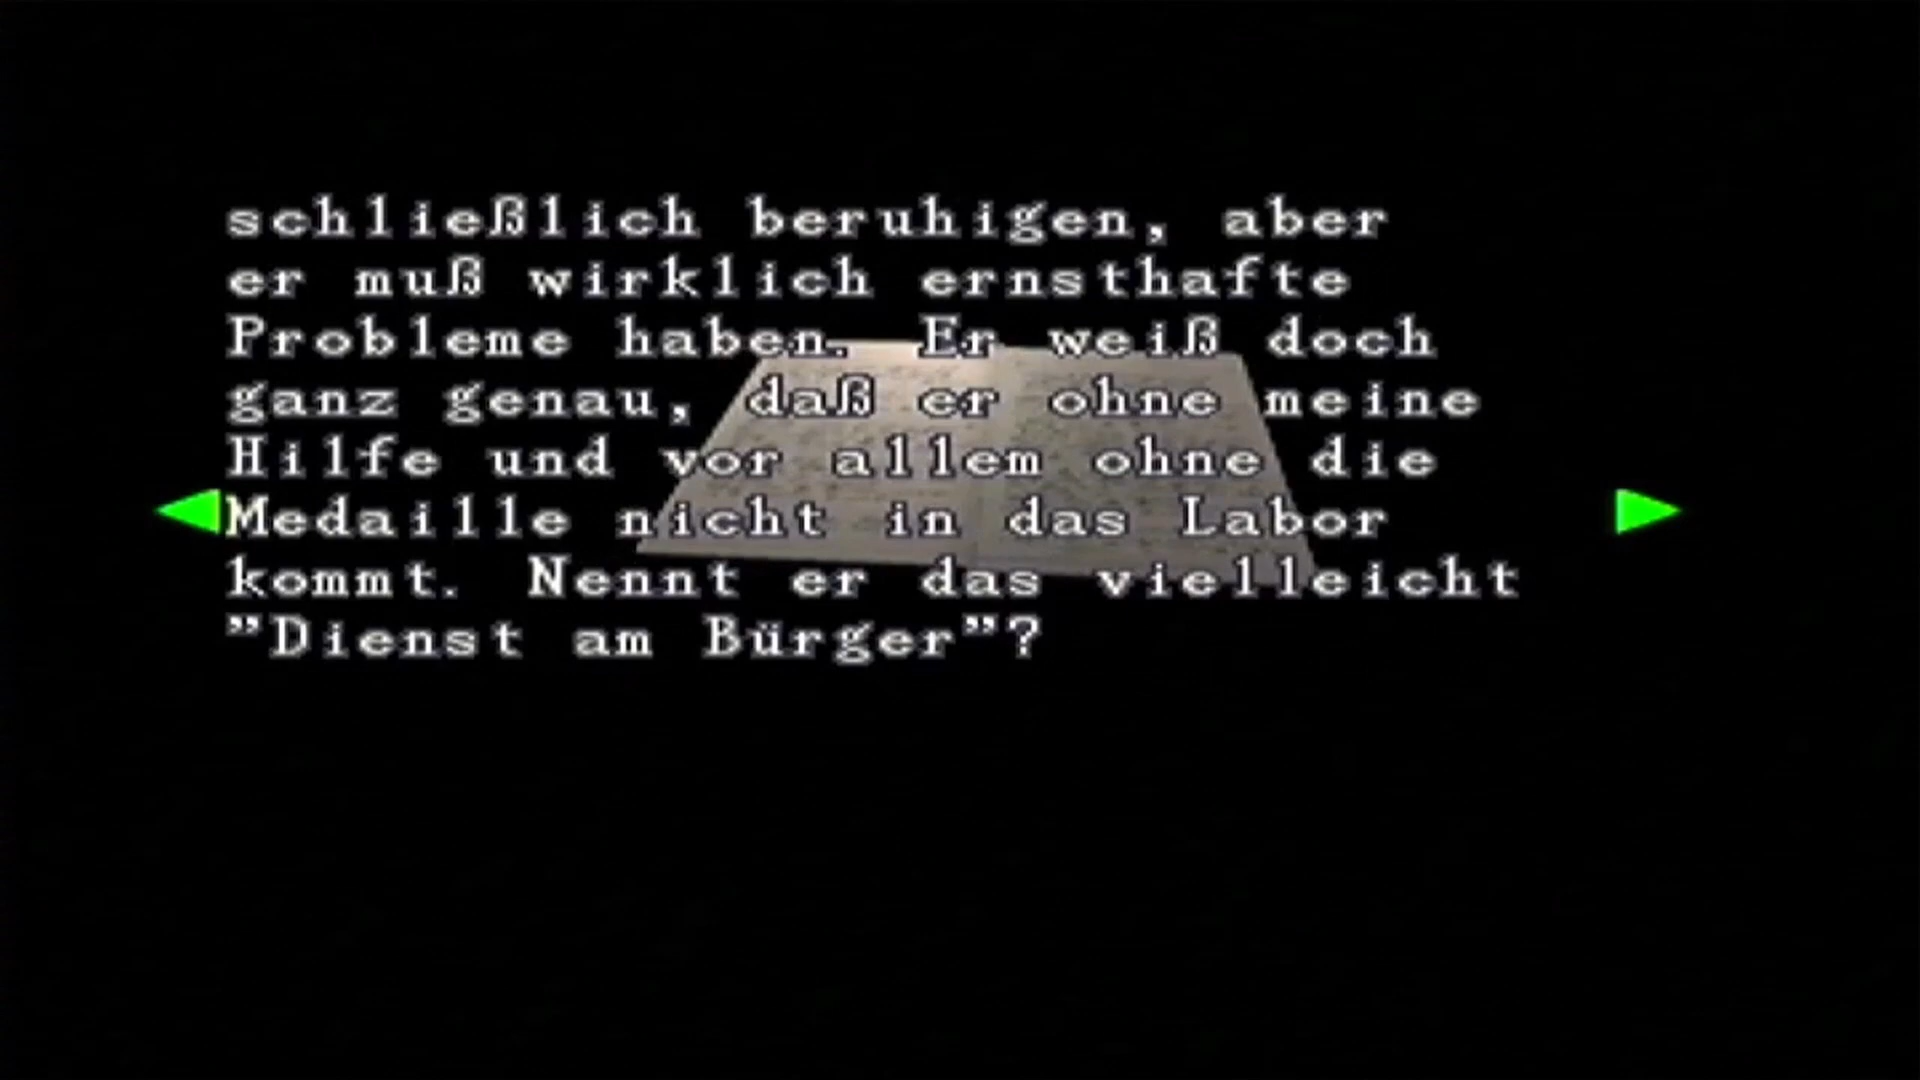 schließlich beruhigen, aber
er muß wirklich ernsthafte
Probleme haben. Er weiß doch
ganz genau, daß er ohne meine
Hilfe und vor allem ohne die
Medaille nicht in das Labor
kommt. Nennt er das vielleicht
"Dienst am Bürger"?